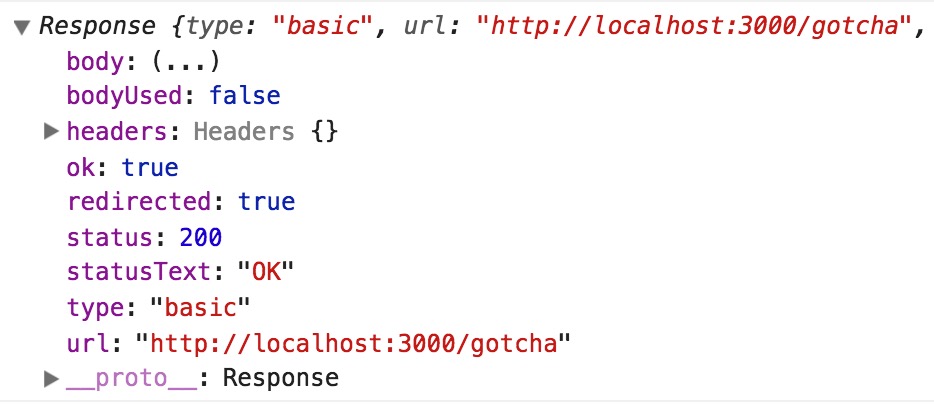 ▼ Response {type: "basic", url: "http://localhost:3000/gotcha",
body: (...)
bodyUsed: false
▶ headers: Headers {}
ok: true
redirected: true
status: 200
statusText: "OK"
type: "basic"
url: "http://localhost:3000/gotcha"
▶ __proto__: Response